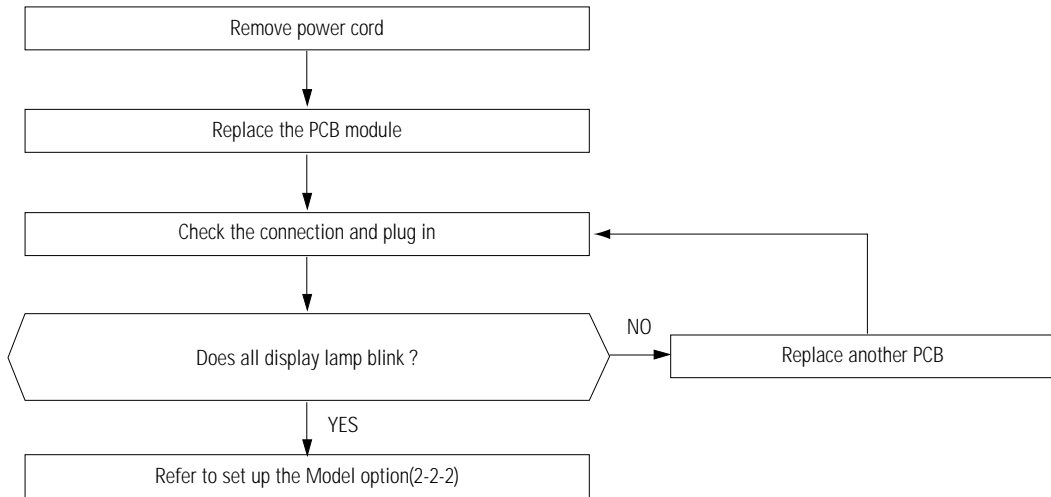 Remove power cord
Replace the PCB module
Check the connection and plug in
Does all display lamp blink ?
NO
Replace another PCB
YES
Refer to set up the Model option(2-2-2)